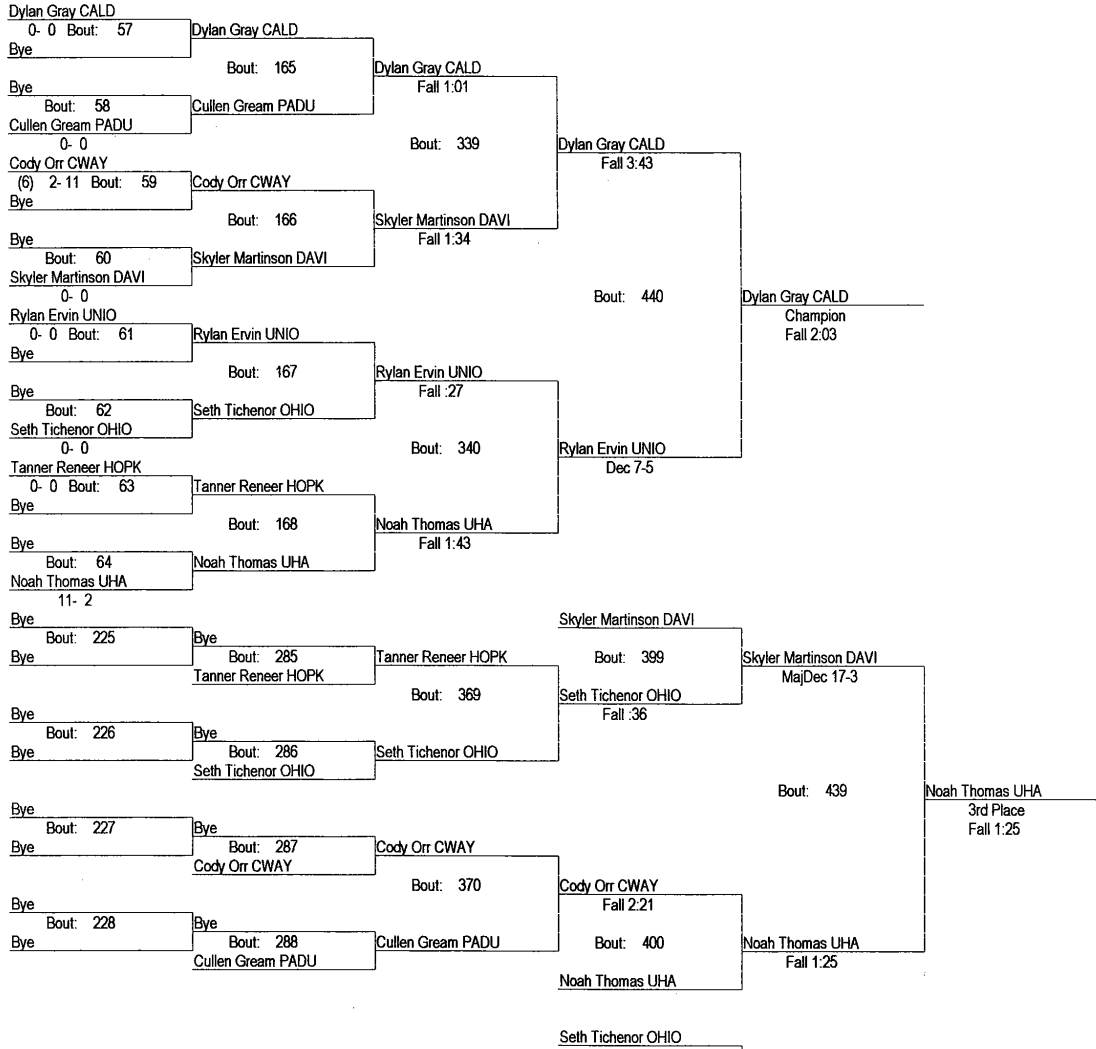 Dylan Gray CALD
0- 0 Bout: 57
Bye
Dylan Gray CALD
Bout: 165
Bye
Bout: 58
Cullen Gream PADU
0- 0
Cullen Gream PADU
Dylan Gray CALD
Fall 1:01
Bout: 339
Cody Orr CWAY
(6) 2- 11 Bout: 59
Bye
Cody Orr CWAY
Bout: 166
Bye
Bout: 60
Skyler Martinson DAVI
0- 0
Skyler Martinson DAVI
Skyler Martinson DAVI
Fall 1:34
Dylan Gray CALD
Fall 3:43
Bout: 440
Rylan Ervin UNIO
0- 0 Bout: 61
Bye
Rylan Ervin UNIO
Bout: 167
Bye
Bout: 62
Seth Tichenor OHIO
0- 0
Seth Tichenor OHIO
Rylan Ervin UNIO
Fall :27
Bout: 340
Tanner Reneer HOPK
0- 0 Bout: 63
Bye
Tanner Reneer HOPK
Bout: 168
Bye
Bout: 64
Noah Thomas UHA
11- 2
Noah Thomas UHA
Noah Thomas UHA
Fall 1:43
Rylan Ervin UNIO
Dec 7-5
Dylan Gray CALD
Champion
Fall 2:03
Bye
Bout: 225
Bye
Bye
Bout: 285
Tanner Reneer HOPK
Tanner Reneer HOPK
Bout: 369
Bye
Bout: 226
Bye
Bye
Bout: 286
Seth Tichenor OHIO
Seth Tichenor OHIO
Skyler Martinson DAVI
Bout: 399
Seth Tichenor OHIO
Fall :36
Skyler Martinson DAVI
MajDec 17-3
Bout: 439
Bye
Bout: 227
Bye
Bye
Bout: 287
Cody Orr CWAY
Cody Orr CWAY
Bout: 370
Bye
Bout: 228
Bye
Bye
Bout: 288
Cullen Gream PADU
Cullen Gream PADU
Cody Orr CWAY
Fall 2:21
Bout: 400
Noah Thomas UHA
Noah Thomas UHA
Fall 1:25
Noah Thomas UHA
3rd Place
Fall 1:25
Seth Tichenor OHIO